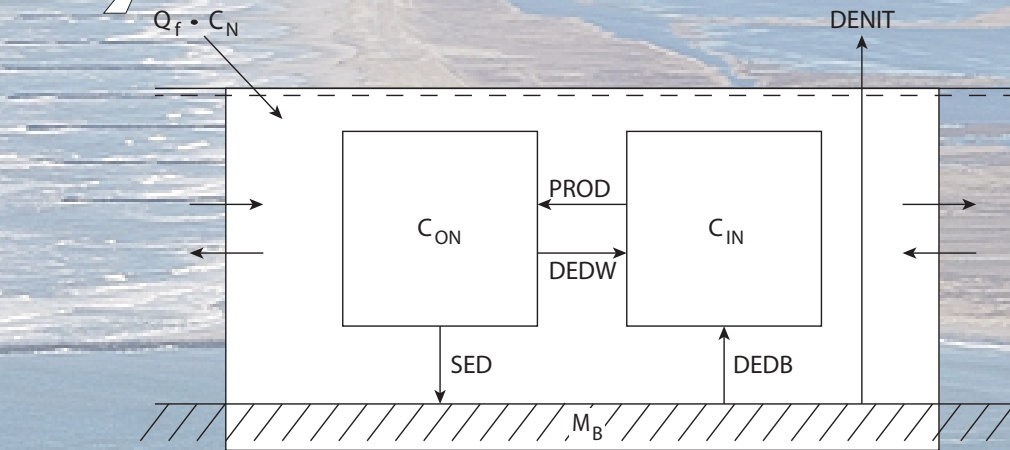 Q_f • C_N
DENIT
PROD
C_ON
C_IN
DEDW
SED
DEDB
M_B